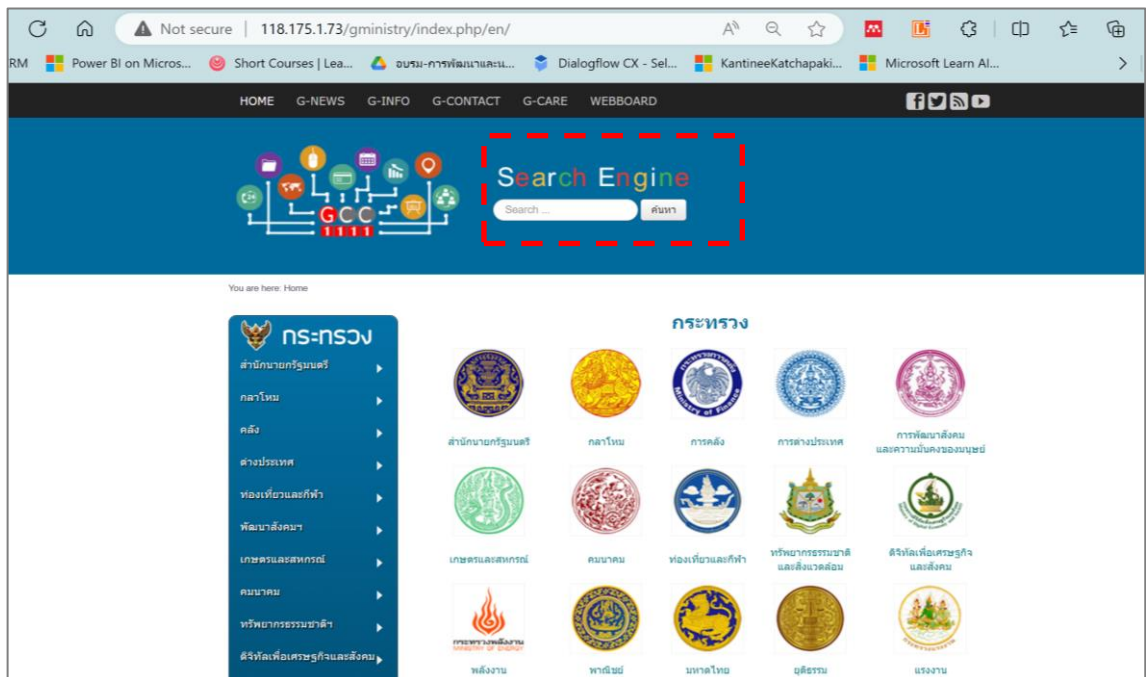 Not secure 118.175.1.73/gministry/index.php/en/
RM Power BI on Micros... Short Courses | Lea... อบรม-การพัฒนาและน... Dialogflow CX - Sel... KantineeKatchapaki... Microsoft Learn AI...
HOME G-NEWS G-INFO G-CONTACT G-CARE WEBBOARD
Search Engine
Search ... ค้นหา
GCC
1111
You are here: Home
กระทรวง
สำนักนายกรัฐมนตรี
กลาโหม
คลัง
ต่างประเทศ
ท่องเที่ยวและกีฬา
พัฒนาสังคมฯ
เกษตรและสหกรณ์
คมนาคม
ทรัพยากรธรรมชาติฯ
ดิจิทัลเพื่อเศรษฐกิจและสังคม
กระทรวง
สำนักนายกรัฐมนตรี กลาโหม การคลัง การต่างประเทศ การพัฒนาสังคม
และความมั่นคงของมนุษย์
เกษตรและสหกรณ์ คมนาคม ท่องเที่ยวและกีฬา ทรัพยากรธรรมชาติ
และสิ่งแวดล้อม ดิจิทัลเพื่อเศรษฐกิจ
และสังคม
กระทรวงพลังงาน
MINISTRY OF ENERGY
พลังงาน พาณิชย์ มหาดไทย ยุติธรรม แรงงาน